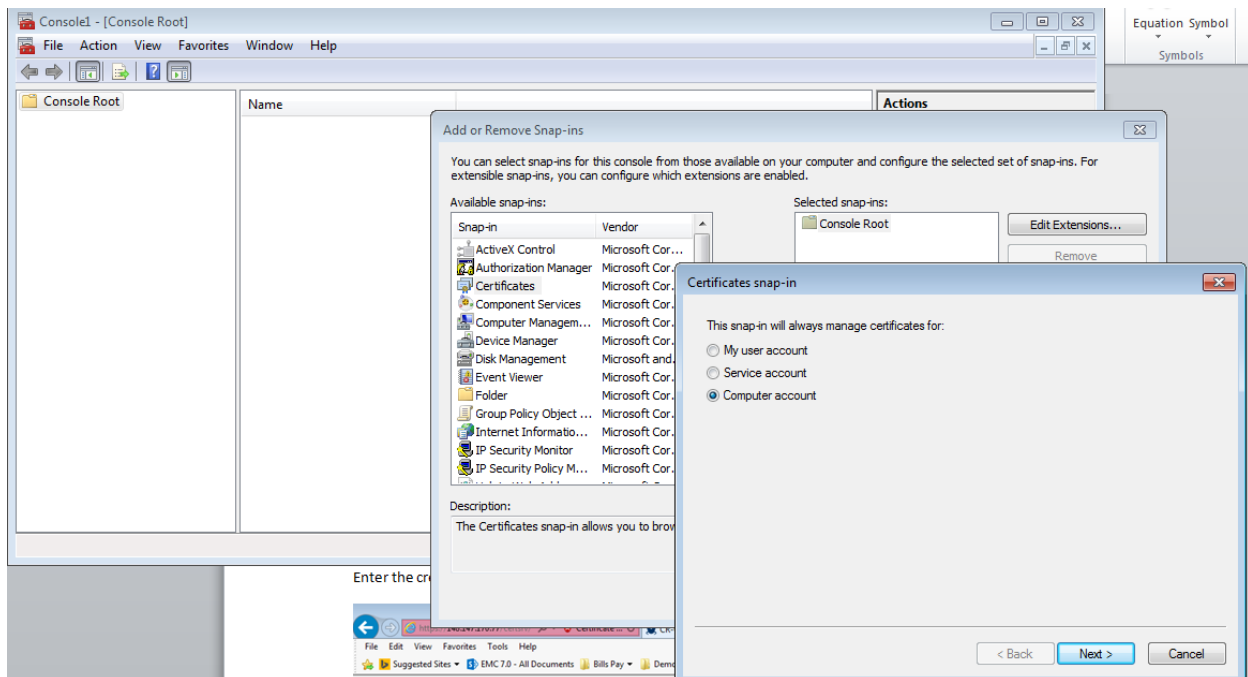 Console1 - [Console Root]
File Action View Favorites Window Help
Equation Symbol
Symbols
Console Root
Name
Actions
Add or Remove Snap-ins
You can select snap-ins for this console from those available on your computer and configure the selected set of snap-ins. For
extensible snap-ins, you can configure which extensions are enabled.
Available snap-ins:
Selected snap-ins:
Snap-in Vendor
ActiveX Control Microsoft Cor...
Authorization Manager Microsoft Cor.
Certificates Microsoft Cor.
Component Services Microsoft Cor.
Computer Managem... Microsoft Cor.
Device Manager Microsoft Cor.
Disk Management Microsoft and.
Event Viewer Microsoft Cor.
Folder Microsoft Cor.
Group Policy Object ... Microsoft Cor.
Internet Informatio... Microsoft Cor.
IP Security Monitor Microsoft Cor.
IP Security Policy M... Microsoft Cor.
Console Root
Edit Extensions...
Remove
Description:
The Certificates snap-in allows you to brow
Certificates snap-in
This snap-in will always manage certificates for:
My user account
Service account
Computer account
< Back Next > Cancel
Enter the cr
File Edit View Favorites Tools Help
Suggested Sites EMC 7.0 - All Documents Bills Pay Demo